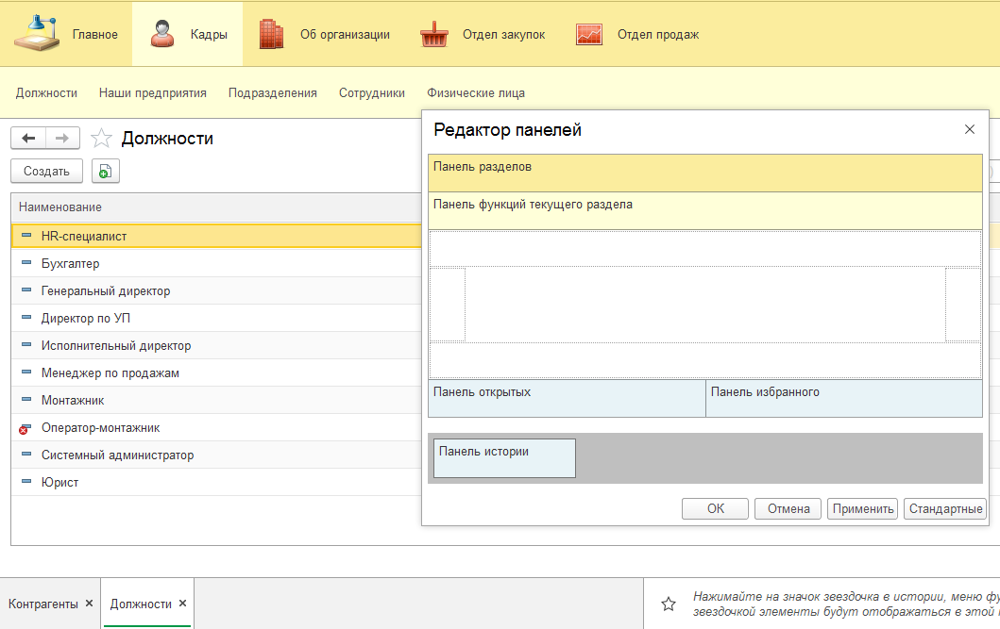 Главное Кадры Об организации Отдел закупок Отдел продаж
Должности Наши предприятия Подразделения Сотрудники Физические лица
Должности
Создать
Наименование
HR-специалист
Бухгалтер
Генеральный директор
Директор по УП
Исполнительный директор
Менеджер по продажам
Монтажник
Оператор-монтажник
Системный администратор
Юрист
Редактор панелей
Панель разделов
Панель функций текущего раздела
Панель открытых Панель избранного
Панель истории
ОК Отмена Применить Стандартные
Контрагенты Должности
Нажимайте на значок звездочка в истории, меню
звездочкой элементы будут отображаться в этой